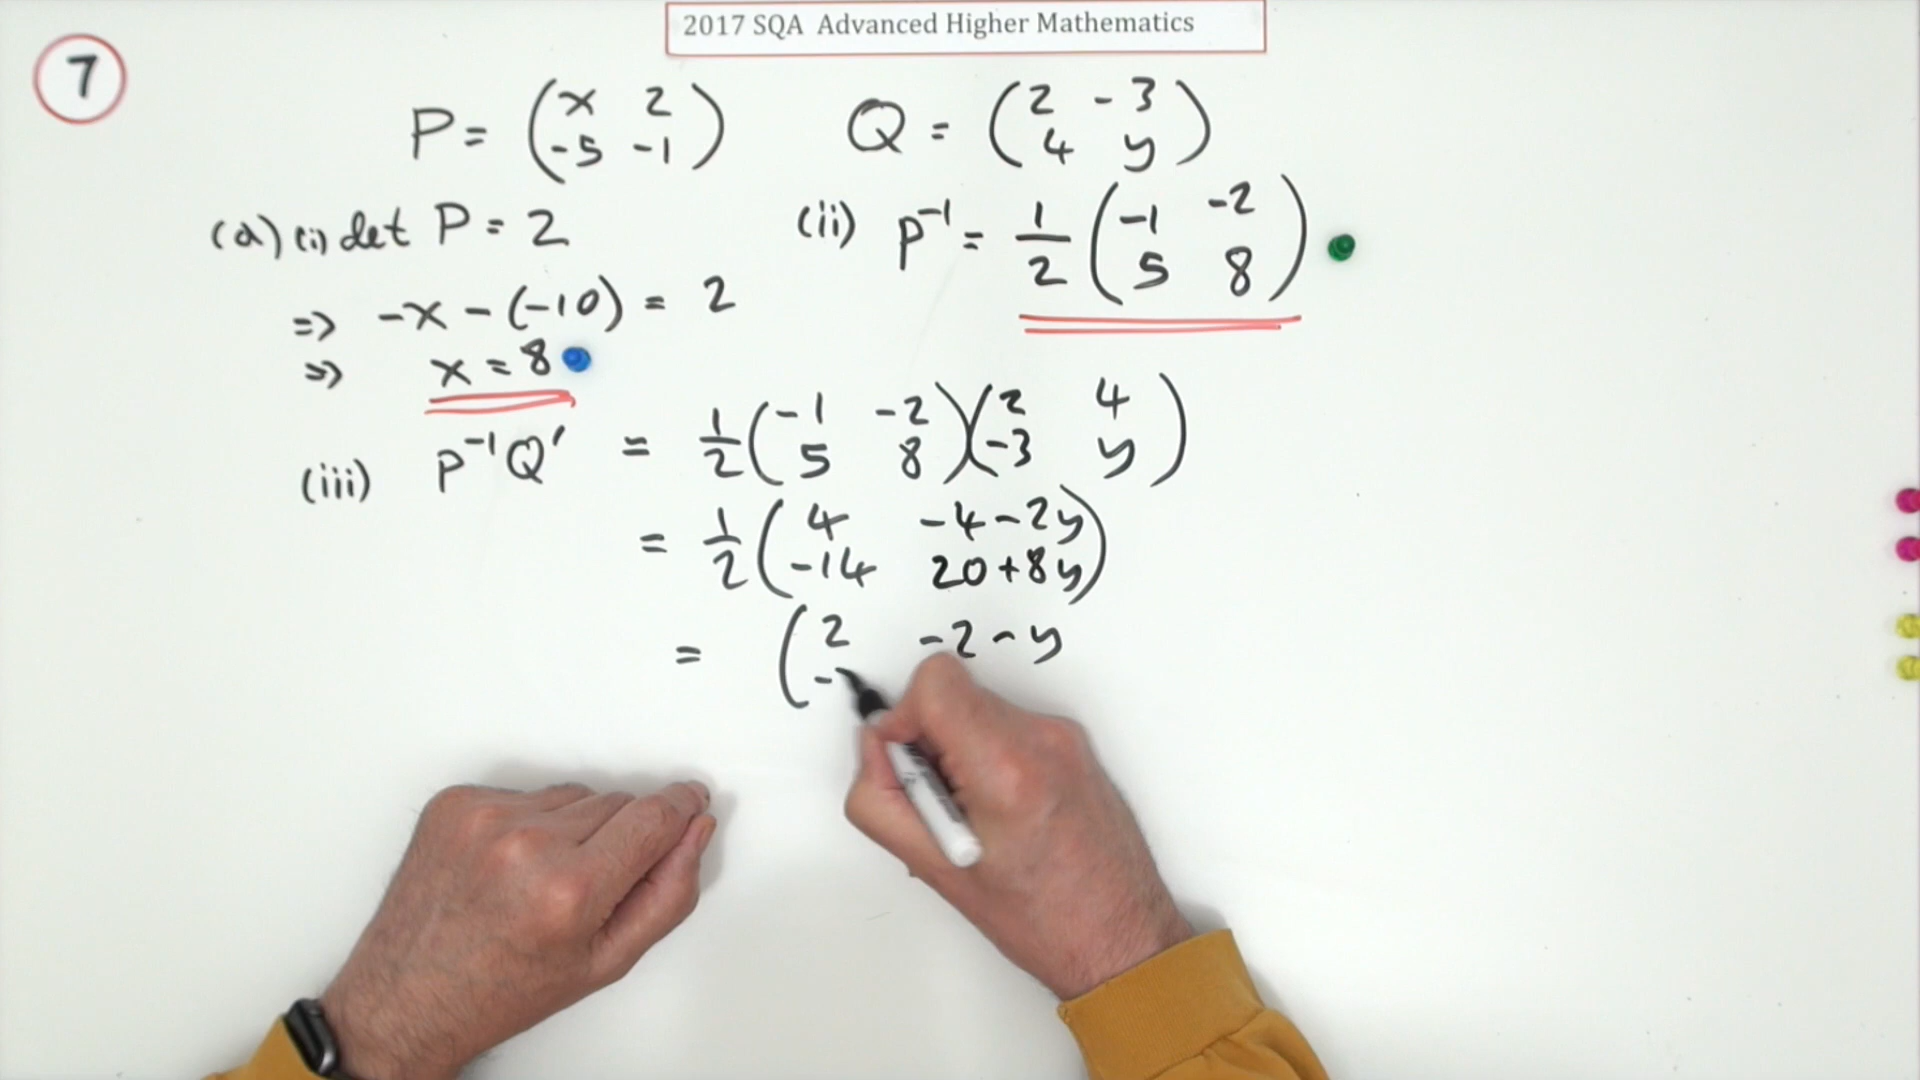 2017 SQA Advanced Higher Mathematics
7
P = (x 2
-5 -1)
Q = (2 -3
4 y)
(a) (i) det P = 2
=> -x - (-10) = 2
=> x = 8
(ii) P⁻¹ = 1/2 (-1 -2
5 8)
(iii) P⁻¹Q' = 1/2 (-1 -2
5 8)(2 4
-3 y)
= 1/2 (4 -4-2y
-14 20+8y)
= (2 -2-y
-